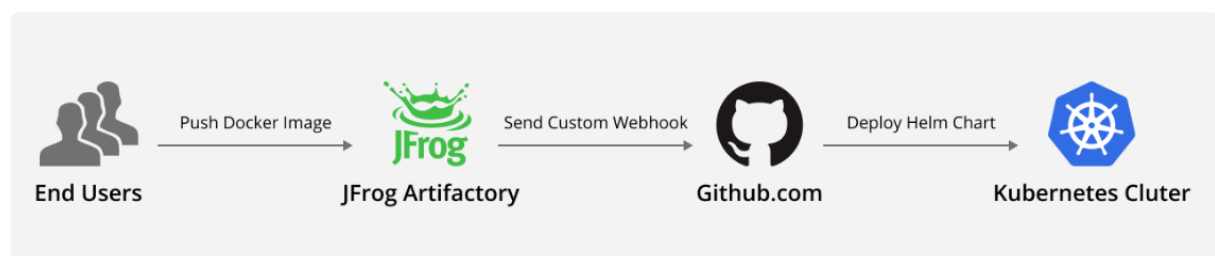 Push Docker Image
Send Custom Webhook
Deploy Helm Chart
JFrog
End Users
JFrog Artifactory
Github.com
Kubernetes Cluter